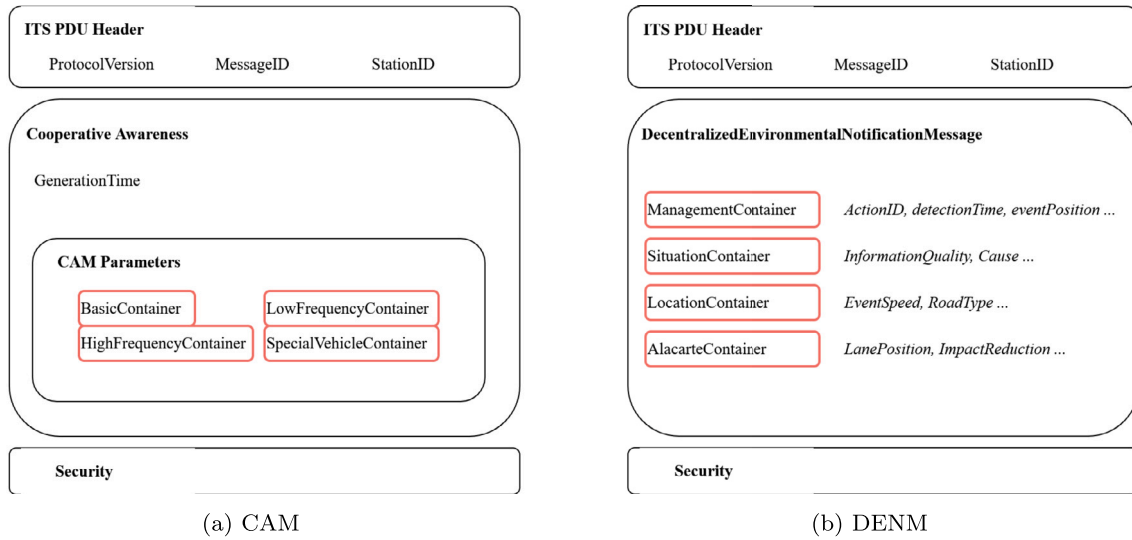 ITS PDU Header
ProtocolVersion MessageID StationID
Cooperative Awareness
GenerationTime
CAM Parameters
BasicContainer LowFrequencyContainer
HighFrequencyContainer SpecialVehicleContainer
Security
(a) CAM
ITS PDU Header
ProtocolVersion MessageID StationID
DecentralizedEnvironmentalNotificationMessage
ManagementContainer ActionID, detectionTime, eventPosition ...
SituationContainer InformationQuality, Cause ...
LocationContainer EventSpeed, RoadType ...
AlacarteContainer LanePosition, ImpactReduction ...
Security
(b) DENM